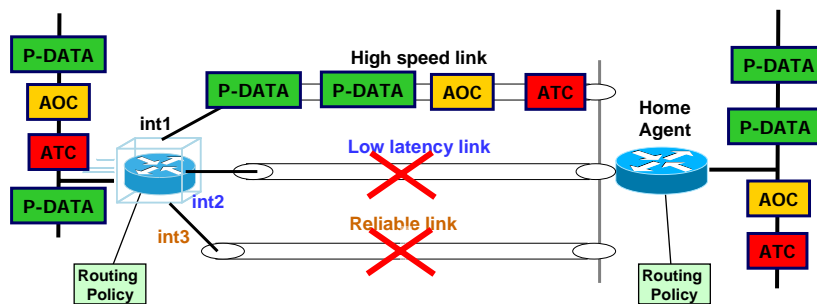 High speed link
P-DATA
AOC
ATC
P-DATA
int1
P-DATA
P-DATA
AOC
ATC
Low latency link
int2
Reliable link
int3
Routing
Policy
Home
Agent
P-DATA
P-DATA
AOC
ATC
Routing
Policy